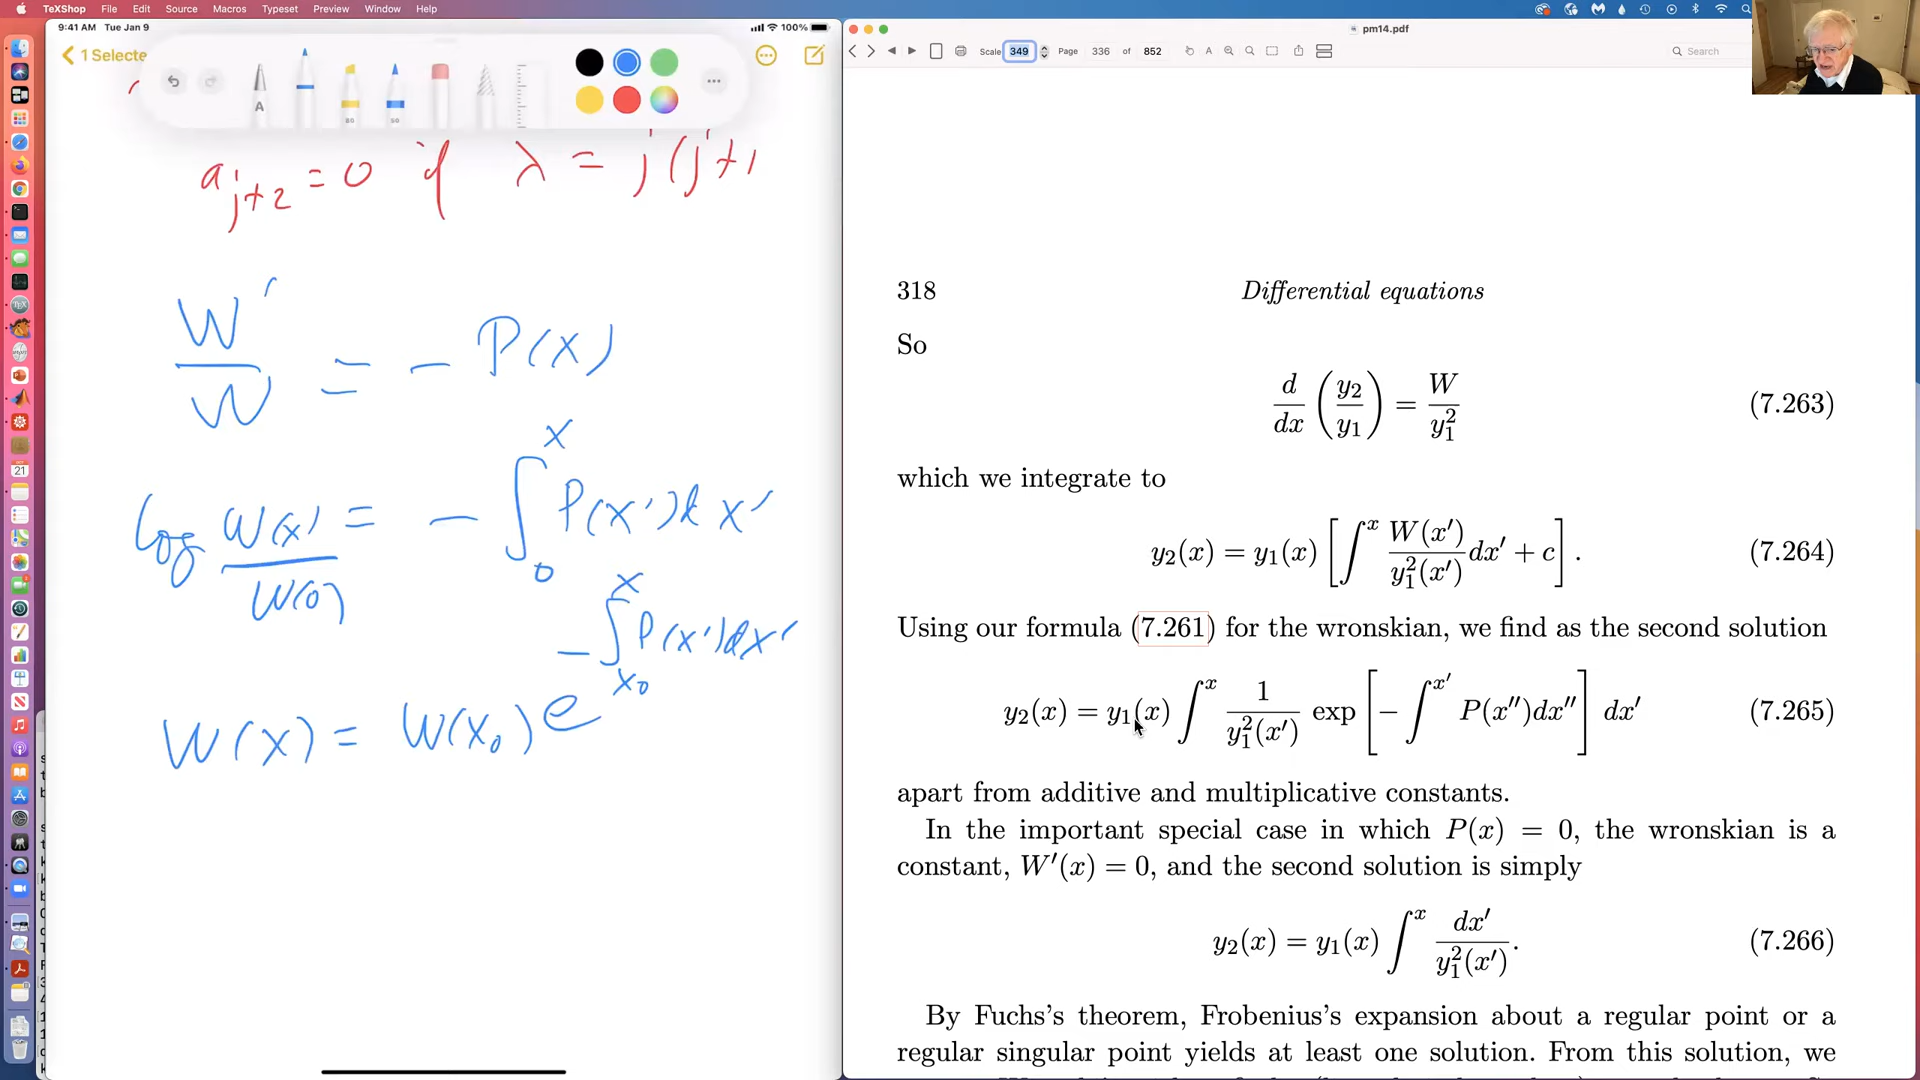 TeXShop File Edit Source Macros Typeset Preview Window Help
9:41 AM Tue Jan 9
100%
1 Selecte
A
80
50
a_{j+2} = 0 if λ = j(j+1
W'/W = - P(x)
log W(x)/W(0) = - ∫_0^x P(x')dx'
W(x) = W(x_0) e^{-∫_{x_0}^x P(x')dx'}
pm14.pdf
Scale 349 Page 336 of 852 Search
318 Differential equations
So
d/dx (y_2/y_1) = W/y_1^2 (7.263)
which we integrate to
y_2(x) = y_1(x) [∫^x W(x')/y_1^2(x') dx' + c] . (7.264)
Using our formula (7.261) for the wronskian, we find as the second solution
y_2(x) = y_1(x) ∫^x 1/y_1^2(x') exp [-∫^{x'} P(x'')dx''] dx' (7.265)
apart from additive and multiplicative constants.
In the important special case in which P(x) = 0, the wronskian is a
constant, W'(x) = 0, and the second solution is simply
y_2(x) = y_1(x) ∫^x dx'/y_1^2(x') . (7.266)
By Fuchs's theorem, Frobenius's expansion about a regular point or a
regular singular point yields at least one solution. From this solution, we